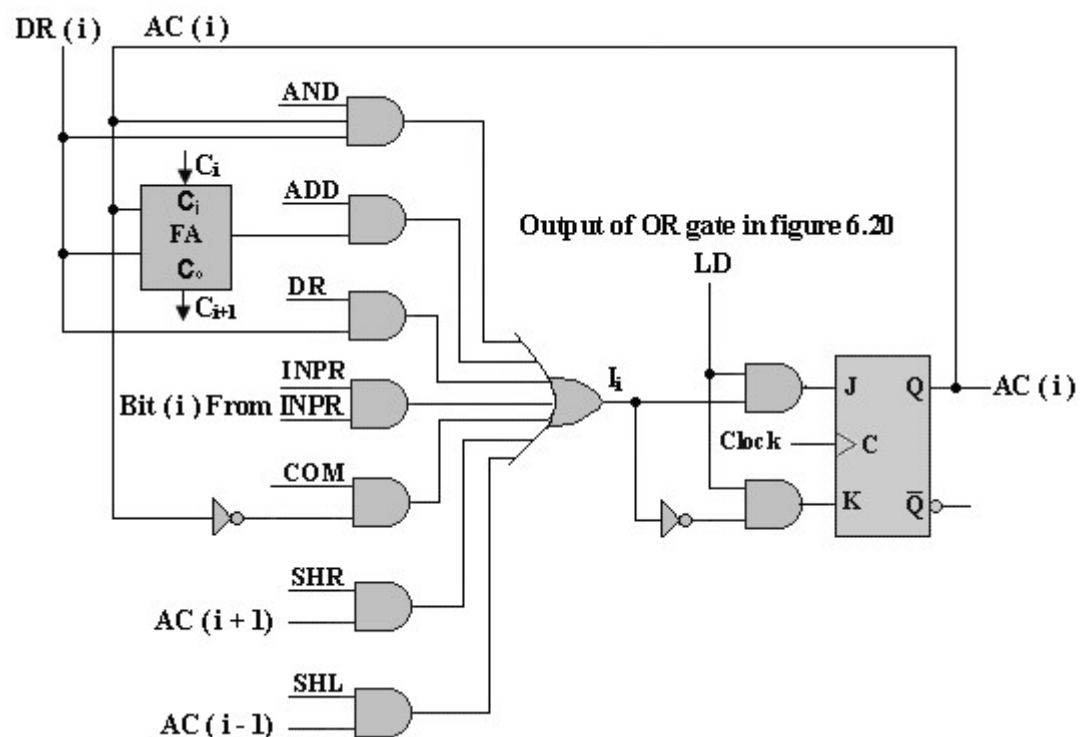 DR (i)
AC (i)
AND
Ci
Ci
FA
Co
Ci+1
ADD
Output of OR gate in figure 6.20
LD
DR
INPR
Bit (i) From INPR
Ii
J
Q
AC (i)
Clock
C
COM
K
Q̅
SHR
AC (i + 1)
SHL
AC (i - 1)